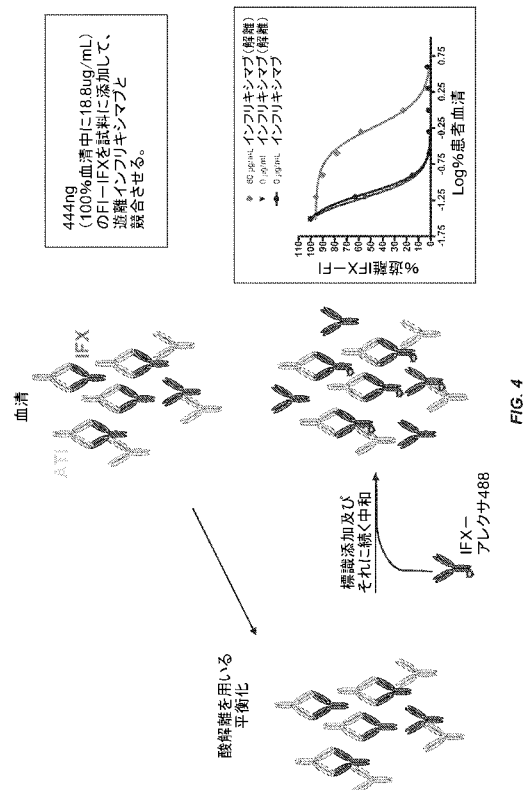 血清
ATI
IFX
444ng
(100%血清中に18.8ug/mL)
のFI−IFXを試料に添加して、
遊離インフリキシマブと
競合させる。
酸解離を用いる
平衡化
標識添加及び
それに続く中和
IFX−
アレクサ488
60 µg/mL インフリキシマブ(解離)
0 µg/mL インフリキシマブ(解離)
0 µg/mL インフリキシマブ
%遊離IFX−FI
110
100
90
80
70
60
50
40
30
20
10
0
-1.75
-1.25
-0.75
-0.25
0.25
0.75
Log%患者血清
FIG. 4